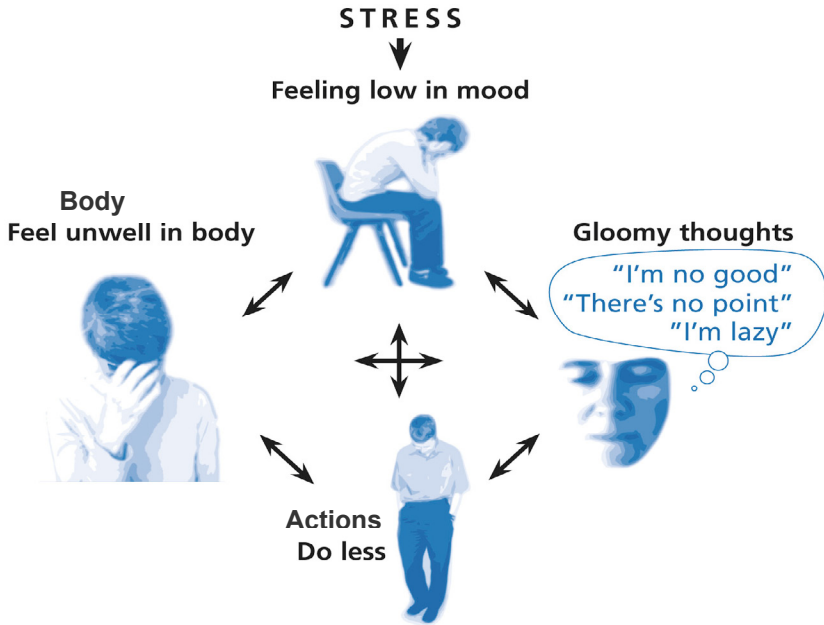 STRESS
Feeling low in mood
Body
Feel unwell in body
Gloomy thoughts
“I’m no good”
“There’s no point”
”I’m lazy”
Actions
Do less